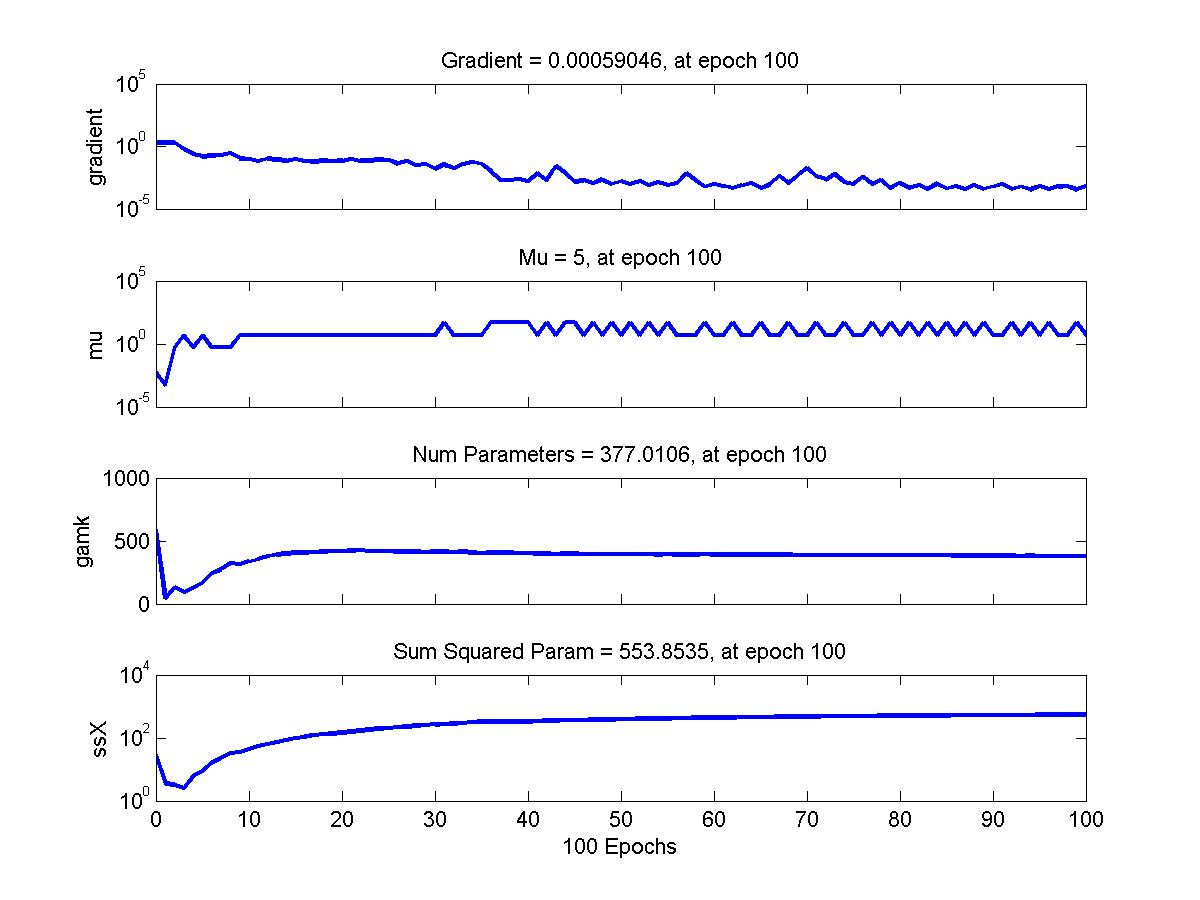 Gradient = 0.00059046, at epoch 100
10^5
10^0
10^-5
gradient
Mu = 5, at epoch 100
10^5
10^0
10^-5
mu
Num Parameters = 377.0106, at epoch 100
1000
500
0
gamk
Sum Squared Param = 553.8535, at epoch 100
10^4
10^2
10^0
ssX
0 10 20 30 40 50 60 70 80 90 100
100 Epochs